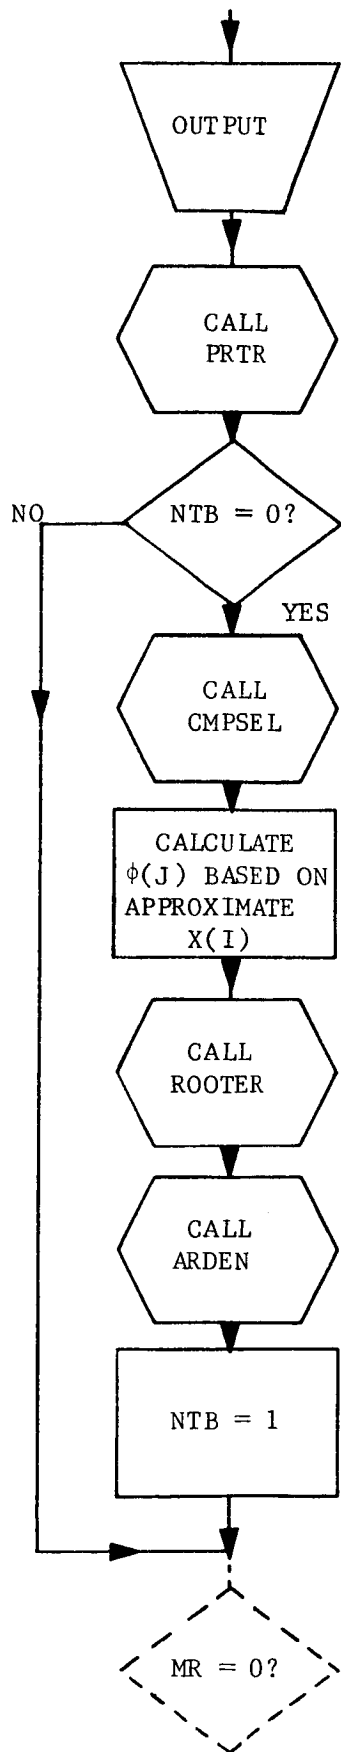 OUTPUT
CALL
PRTR
NTB = 0?
NO
YES
CALL
CMPSEL
CALCULATE
ϕ(J) BASED ON
APPROXIMATE
X(I)
CALL
ROOTER
CALL
ARDEN
NTB = 1
MR = 0?